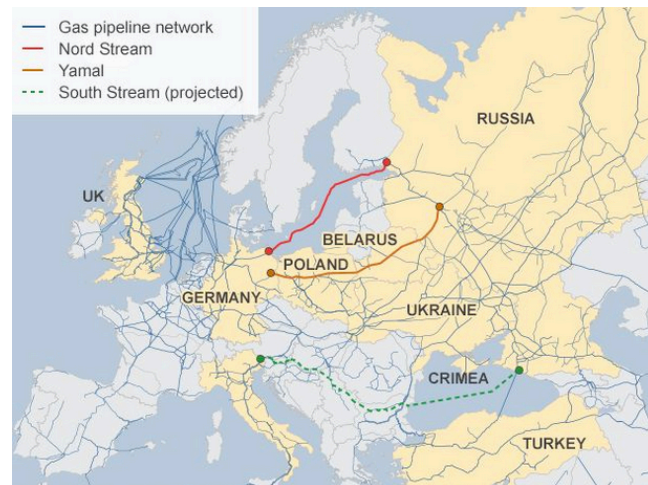 Gas pipeline network
Nord Stream
Yamal
South Stream (projected)
RUSSIA
UK
BELARUS
POLAND
GERMANY
UKRAINE
CRIMEA
TURKEY